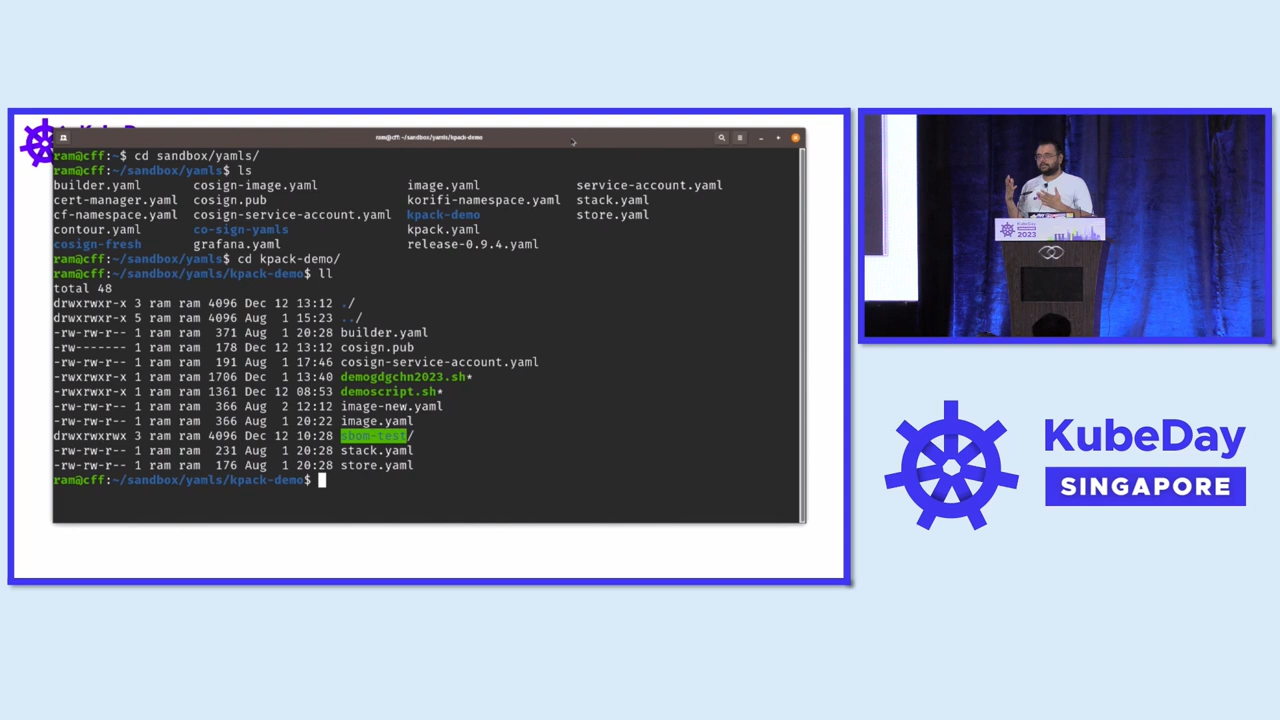 ram@cff: ~/sandbox/yamls/kpack-demo
ram@cff:~$ cd sandbox/yamls/
ram@cff:~/sandbox/yamls$ ls
builder.yaml cosign-image.yaml image.yaml service-account.yaml
cert-manager.yaml cosign.pub korifi-namespace.yaml stack.yaml
cf-namespace.yaml cosign-service-account.yaml kpack-demo store.yaml
contour.yaml co-sign-yamls kpack.yaml
cosign-fresh grafana.yaml release-0.9.4.yaml
ram@cff:~/sandbox/yamls$ cd kpack-demo/
ram@cff:~/sandbox/yamls/kpack-demo$ ll
total 48
drwxrwxr-x 3 ram ram 4096 Dec 12 13:12 ./
drwxrwxr-x 5 ram ram 4096 Aug 1 15:23 ../
-rw-rw-r-- 1 ram ram 371 Aug 1 20:28 builder.yaml
-rw------- 1 ram ram 178 Dec 12 13:12 cosign.pub
-rw-rw-r-- 1 ram ram 191 Aug 1 17:46 cosign-service-account.yaml
-rwxrwxr-x 1 ram ram 1706 Dec 1 13:40 demogdgchn2023.sh*
-rwxrwxr-x 1 ram ram 1361 Dec 12 08:53 demoscript.sh*
-rw-rw-r-- 1 ram ram 366 Aug 2 12:12 image-new.yaml
-rw-rw-r-- 1 ram ram 366 Aug 1 20:22 image.yaml
drwxrwxrwx 3 ram ram 4096 Dec 12 10:28 sbom-test/
-rw-rw-r-- 1 ram ram 231 Aug 1 20:28 stack.yaml
-rw-rw-r-- 1 ram ram 176 Aug 1 20:28 store.yaml
ram@cff:~/sandbox/yamls/kpack-demo$
KubeDay
2023
KubeDay
SINGAPORE